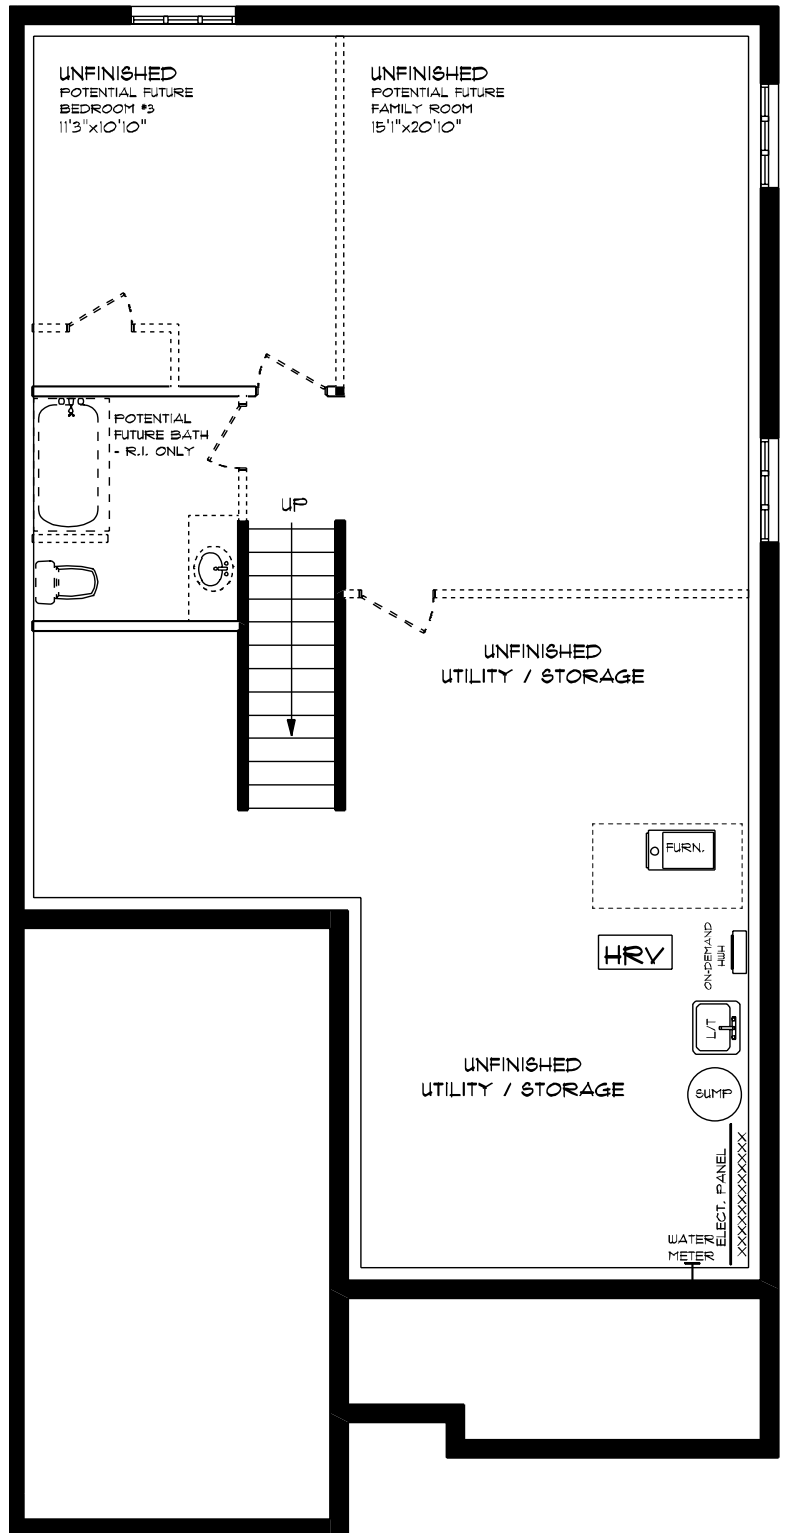 UNFINISHED
POTENTIAL FUTURE
BEDROOM #3
11'3"x10'10"
UNFINISHED
POTENTIAL FUTURE
FAMILY ROOM
15'1"x20'10"
POTENTIAL
FUTURE BATH
- R.I. ONLY
UP
UNFINISHED
UTILITY / STORAGE
FURN.
HRV
ON-DEMAND
HWH
L/T
UNFINISHED
UTILITY / STORAGE
SUMP
ELECT. PANEL
WATER
METER